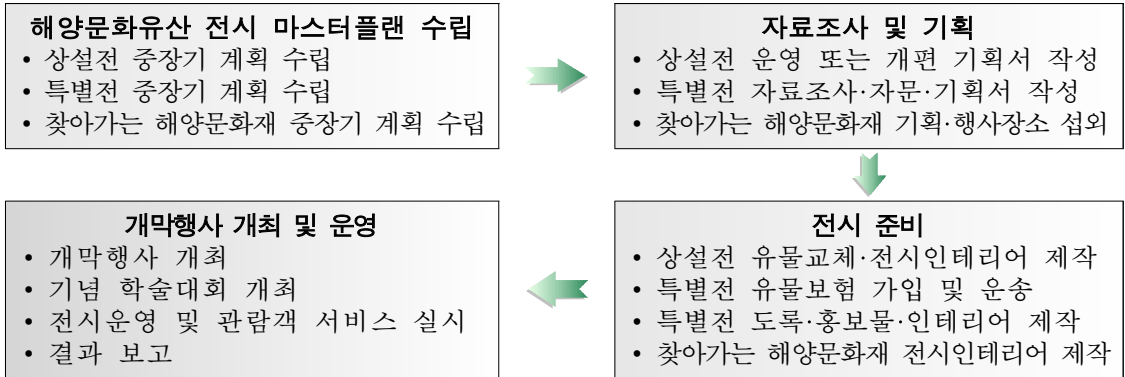 해양문화유산 전시 마스터플랜 수립
• 상설전 중장기 계획 수립
• 특별전 중장기 계획 수립
• 찾아가는 해양문화재 중장기 계획 수립
자료조사 및 기획
• 상설전 운영 또는 개편 기획서 작성
• 특별전 자료조사·자문·기획서 작성
• 찾아가는 해양문화재 기획·행사장소 섭외
전시 준비
• 상설전 유물교체·전시인테리어 제작
• 특별전 유물보험 가입 및 운송
• 특별전 도록·홍보물·인테리어 제작
• 찾아가는 해양문화재 전시인테리어 제작
개막행사 개최 및 운영
• 개막행사 개최
• 기념 학술대회 개최
• 전시운영 및 관람객 서비스 실시
• 결과 보고